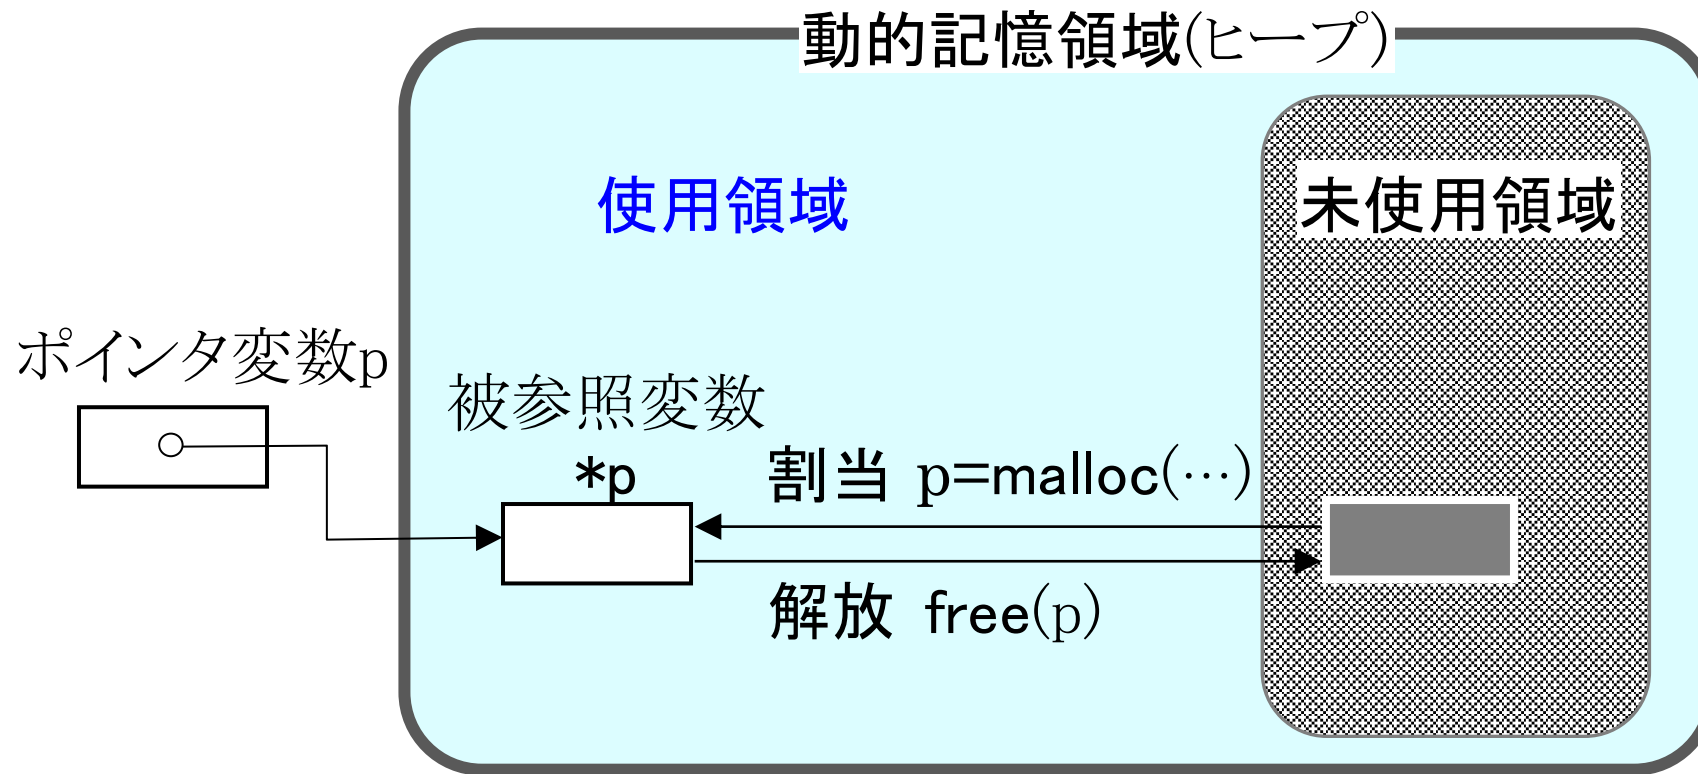 動的記憶領域(ヒープ)
使用領域
未使用領域
ポインタ変数p
被参照変数
*p
割当 p=malloc(…)
解放 free(p)